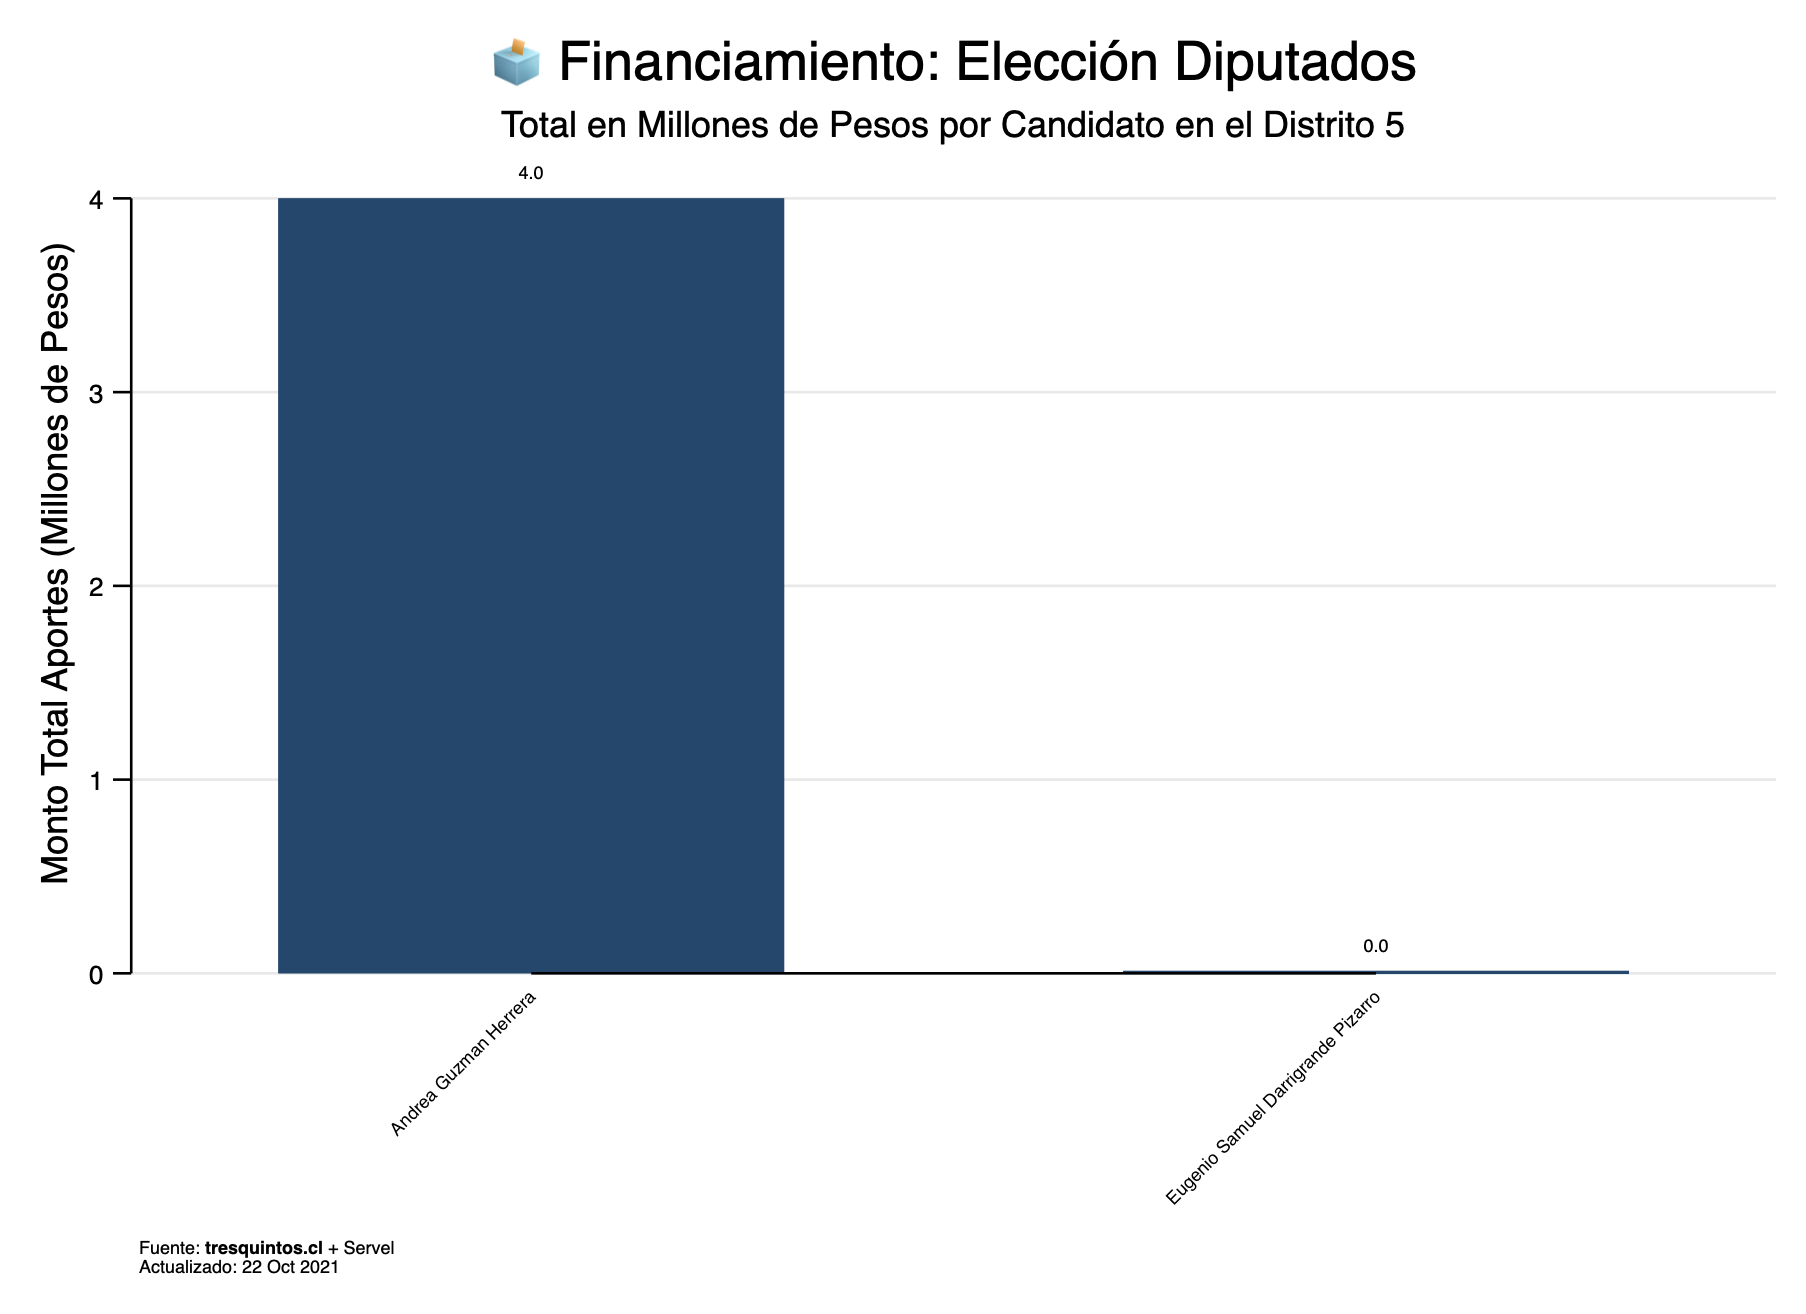 Financiamiento: Elección Diputados
Total en Millones de Pesos por Candidato en el Distrito 5
Monto Total Aportes (Millones de Pesos)
4
3
2
1
0
4.0
0.0
Andrea Guzman Herrera
Eugenio Samuel Darrigrande Pizarro
Fuente: tresquintos.cl + Servel
Actualizado: 22 Oct 2021